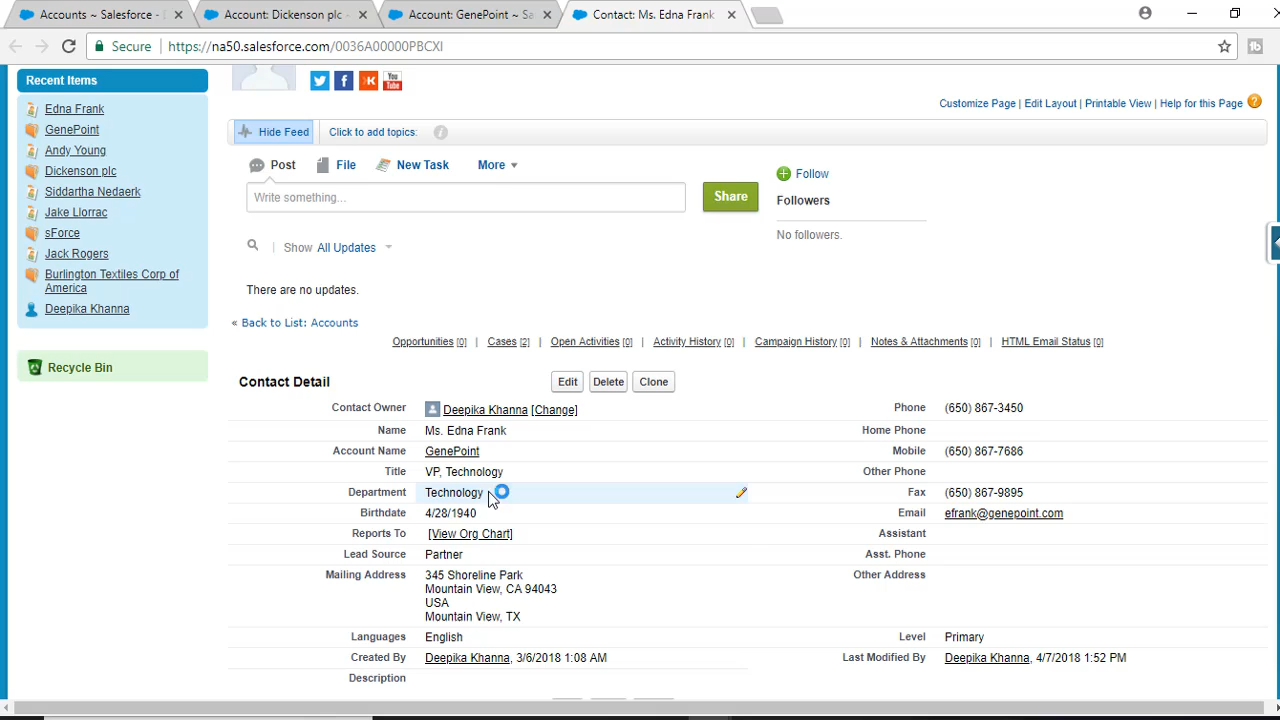 Accounts ~ Salesforce - D
Account: Dickenson plc ~
Account: GenePoint ~ Sa
Contact: Ms. Edna Frank
Secure
https://na50.salesforce.com/0036A00000PBCXI
Recent Items
Edna Frank
GenePoint
Andy Young
Dickenson plc
Siddartha Nedaerk
Jake Llorrac
sForce
Jack Rogers
Burlington Textiles Corp of
America
Deepika Khanna
Recycle Bin
You
Tube
Customize Page | Edit Layout | Printable View | Help for this Page ?
Hide Feed
Click to add topics: i
Post File New Task More
Write something...
Share
Follow
Followers
No followers.
Show All Updates
There are no updates.
« Back to List: Accounts
Opportunities [0] | Cases [2] | Open Activities [0] | Activity History [0] | Campaign History [0] | Notes & Attachments [0] | HTML Email Status [0]
Contact Detail
Edit Delete Clone
Contact Owner Deepika Khanna [Change] Phone (650) 867-3450
Name Ms. Edna Frank Home Phone
Account Name GenePoint Mobile (650) 867-7686
Title VP, Technology Other Phone
Department Technology Fax (650) 867-9895
Birthdate 4/28/1940 Email efrank@genepoint.com
Reports To [View Org Chart] Assistant
Lead Source Partner Asst. Phone
Mailing Address 345 Shoreline Park Other Address
Mountain View, CA 94043
USA
Mountain View, TX
Languages English Level Primary
Created By Deepika Khanna, 3/6/2018 1:08 AM Last Modified By Deepika Khanna, 4/7/2018 1:52 PM
Description